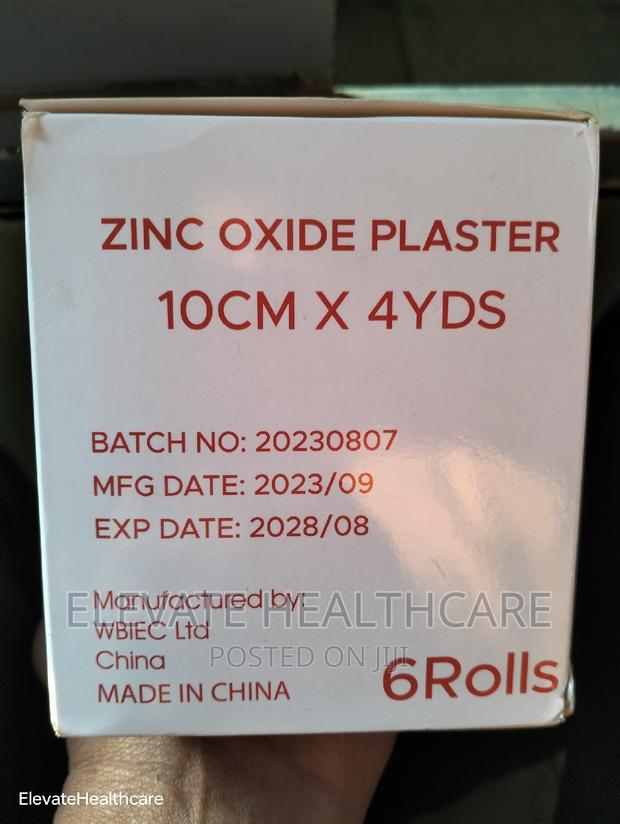 ZINC OXIDE PLASTER
10CM X 4YDS
BATCH NO: 20230807
MFG DATE: 2023/09
EXP DATE: 2028/08
Manufactured by:
ELEVATE HEALTHCARE
WBIEC Ltd
China
POSTED ON JIJI
6Rolls
MADE IN CHINA
ElevateHealthcare